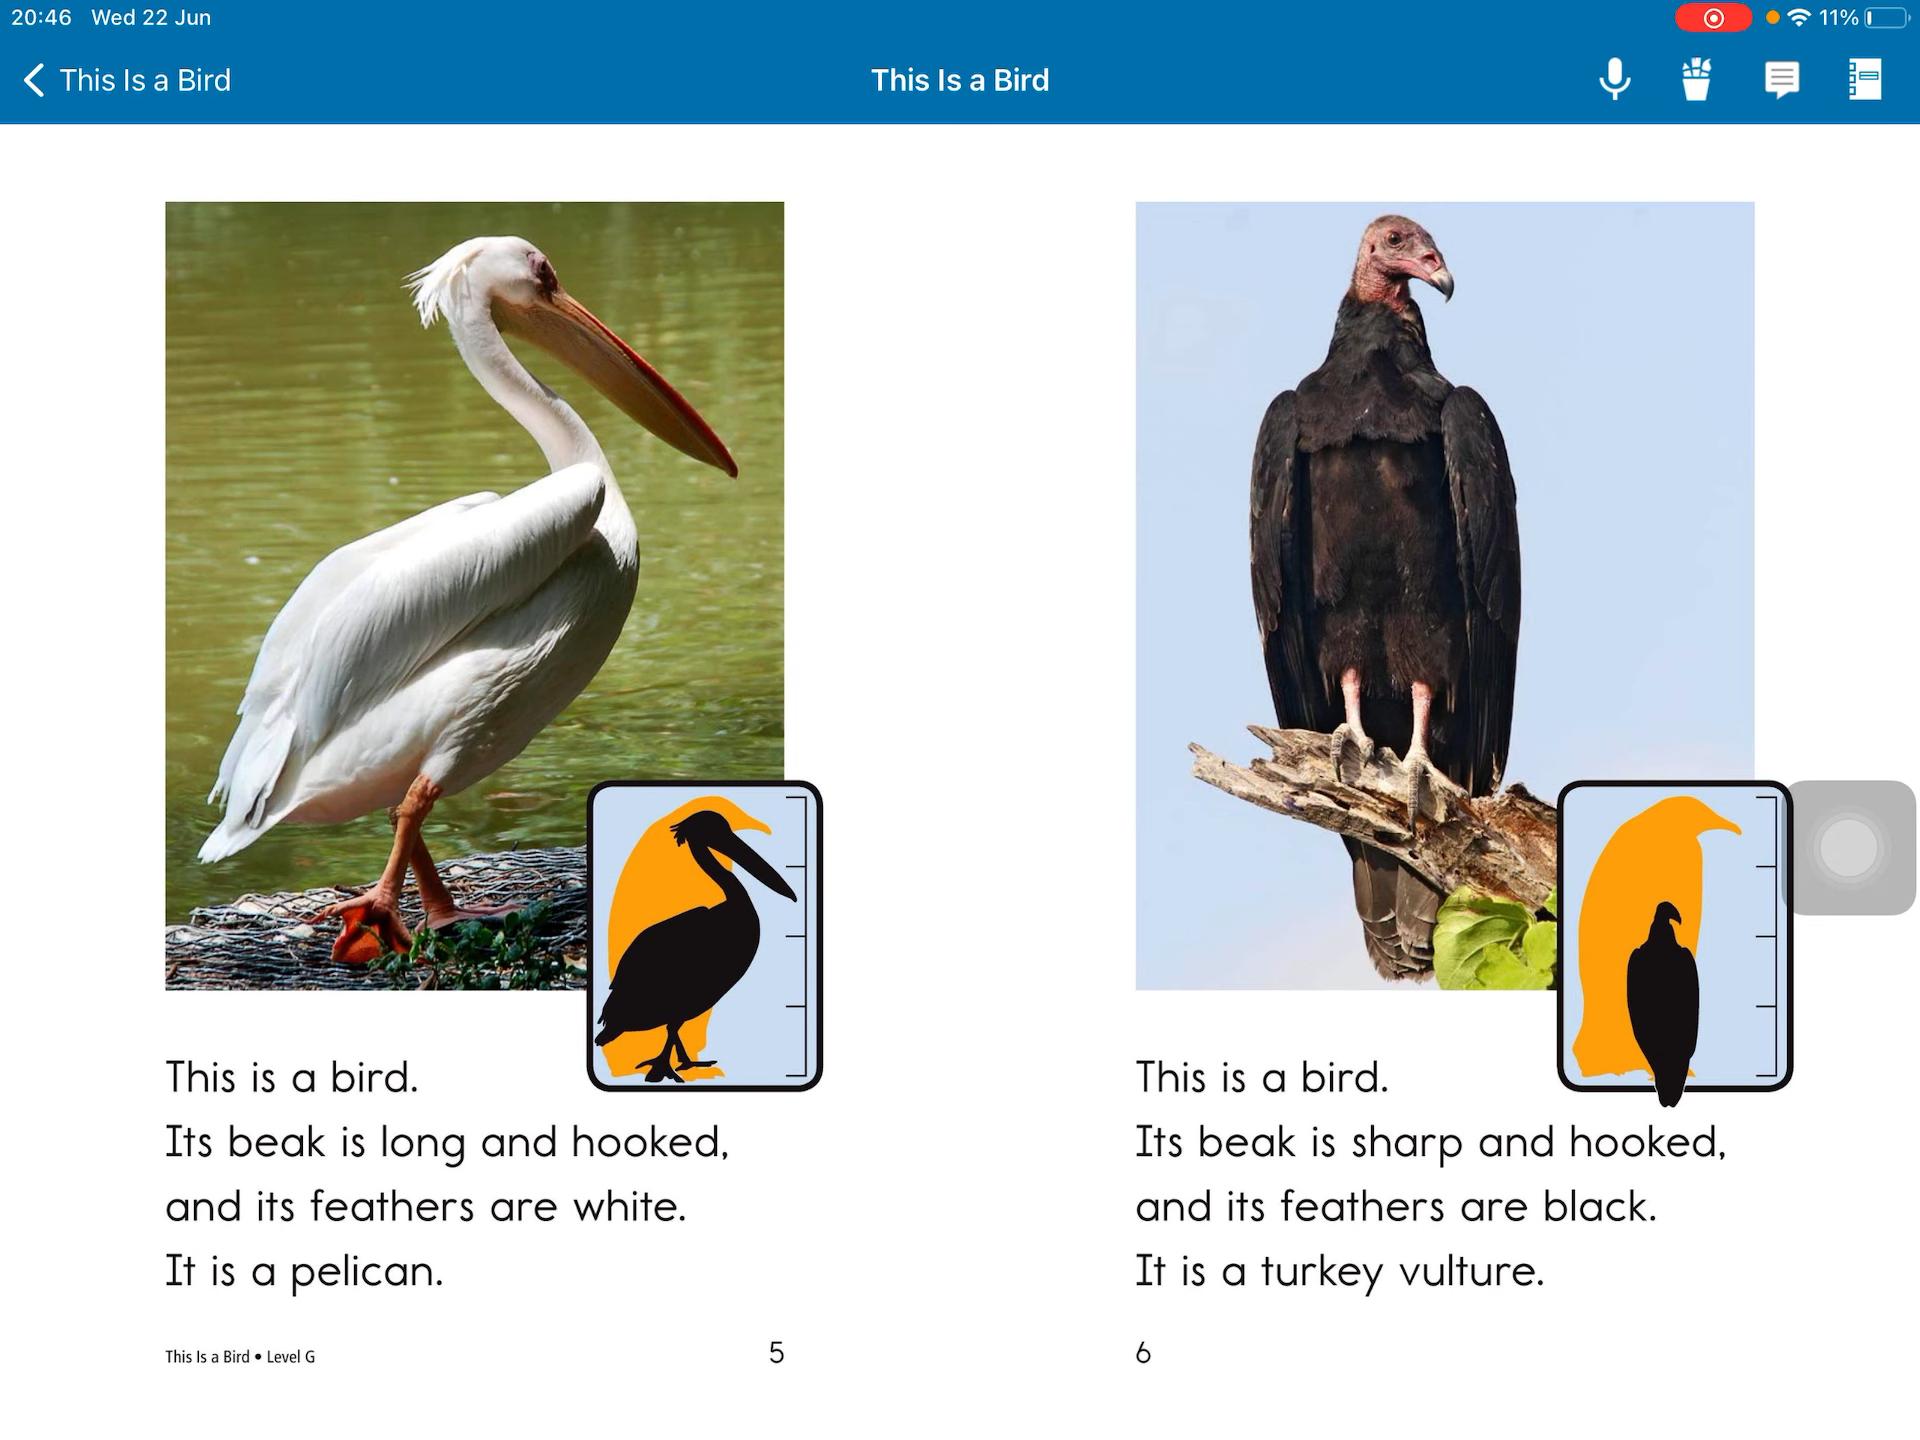 20:46 Wed 22 Jun
11%
This Is a Bird
This Is a Bird
This is a bird.
Its beak is long and hooked,
and its feathers are white.
It is a pelican.
This Is a Bird • Level G
5
This is a bird.
Its beak is sharp and hooked,
and its feathers are black.
It is a turkey vulture.
6